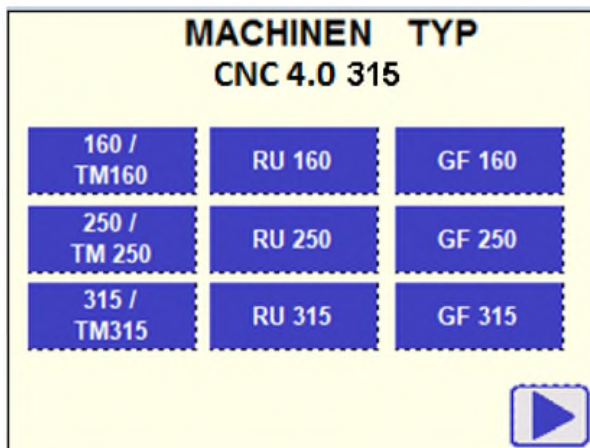 MACHINEN TYP
CNC 4.0 315
160 /
TM160
RU 160
GF 160
250 /
TM 250
RU 250
GF 250
315 /
TM315
RU 315
GF 315